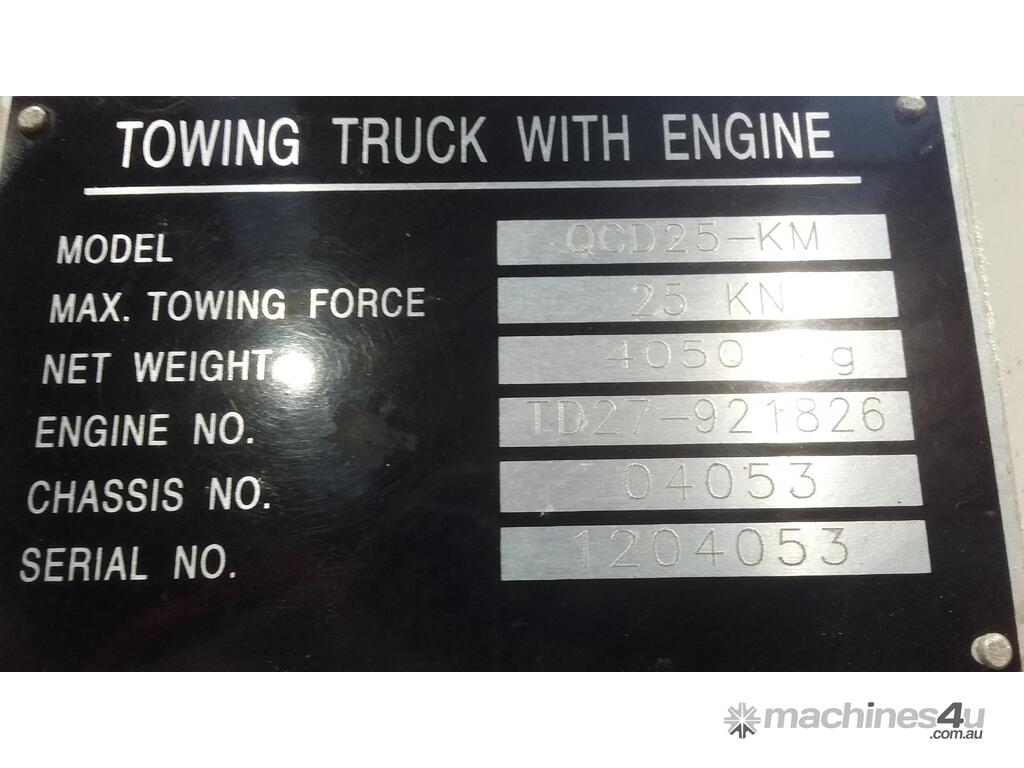 TOWING TRUCK WITH ENGINE
MODEL QCD25-KM
MAX. TOWING FORCE 25 KN
NET WEIGHT 4050 kg
ENGINE NO. TD27-921826
CHASSIS NO. 04053
SERIAL NO. 1204053
machines4u
.com.au